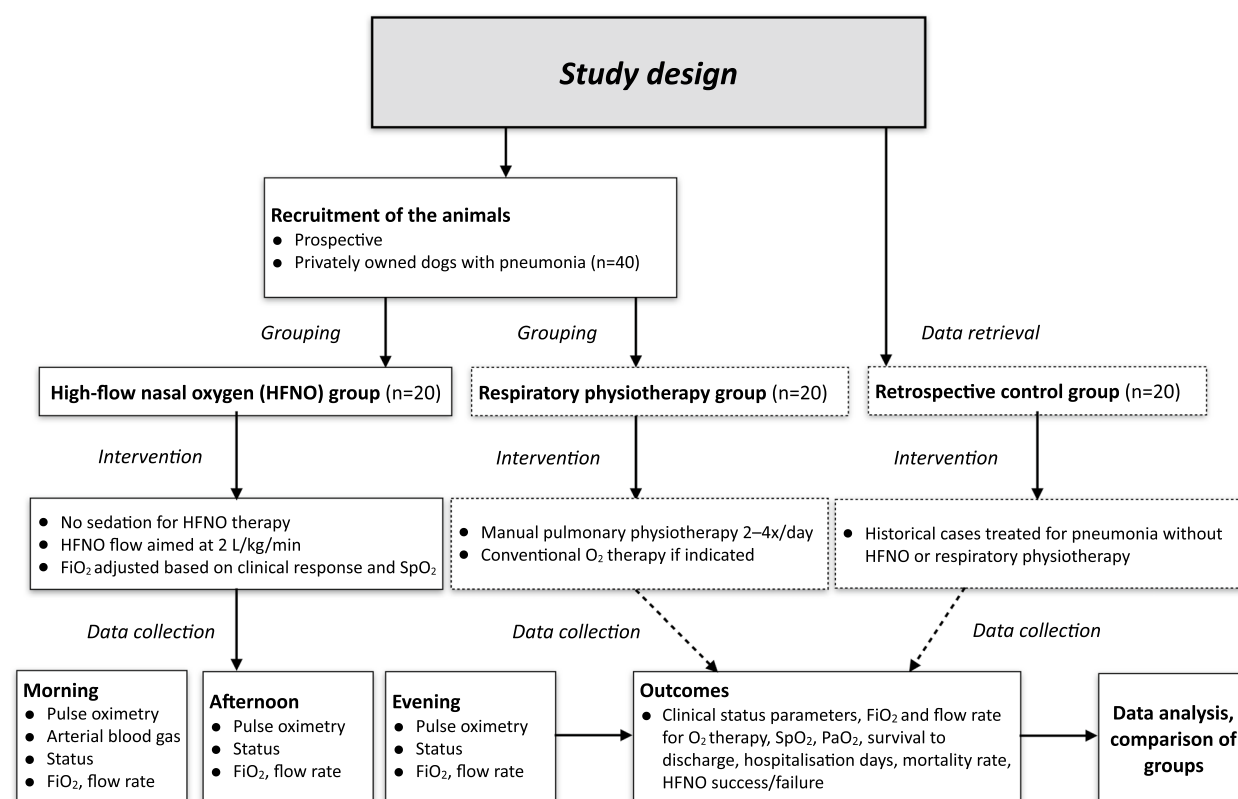 Study design
Recruitment of the animals
● Prospective
● Privately owned dogs with pneumonia (n=40)
Grouping
Grouping
Data retrieval
High-flow nasal oxygen (HFNO) group (n=20)
Respiratory physiotherapy group (n=20)
Retrospective control group (n=20)
Intervention
Intervention
Intervention
● No sedation for HFNO therapy
● HFNO flow aimed at 2 L/kg/min
● FiO₂ adjusted based on clinical response and SpO₂
● Manual pulmonary physiotherapy 2–4x/day
● Conventional O₂ therapy if indicated
● Historical cases treated for pneumonia without
HFNO or respiratory physiotherapy
Data collection
Data collection
Data collection
Morning
● Pulse oximetry
● Arterial blood gas
● Status
● FiO₂, flow rate
Afternoon
● Pulse oximetry
● Status
● FiO₂, flow rate
Evening
● Pulse oximetry
● Status
● FiO₂, flow rate
Outcomes
● Clinical status parameters, FiO₂ and flow rate
for O₂ therapy, SpO₂, PaO₂, survival to
discharge, hospitalisation days, mortality rate,
HFNO success/failure
Data analysis,
comparison of
groups